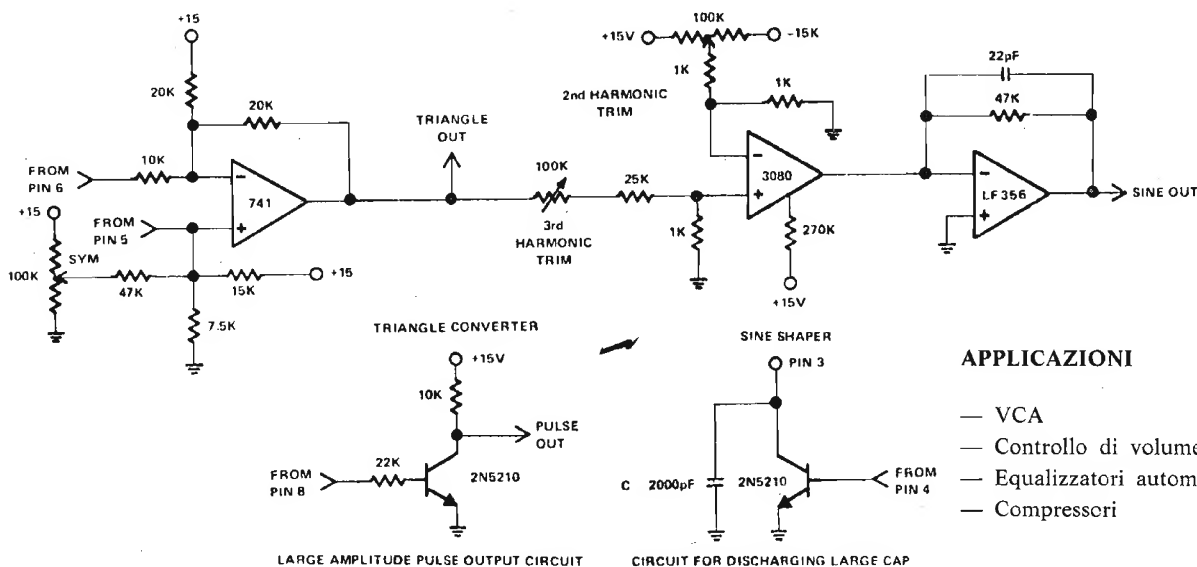 +15
20K
20K
FROM
PIN 6
10K
741
+15
FROM
PIN 5
SYM
100K
47K
15K
+15
7.5K
TRIANGLE CONVERTER
TRIANGLE
OUT
100K
3rd
HARMONIC
TRIM
25K
1K
+15V
100K
-15K
1K
2nd HARMONIC
TRIM
1K
3080
270K
+15V
SINE SHAPER
22pF
47K
LF356
SINE OUT
+15V
10K
PULSE
OUT
FROM
PIN 8
22K
2N5210
LARGE AMPLITUDE PULSE OUTPUT CIRCUIT
PIN 3
C 2000pF
2N5210
FROM
PIN 4
CIRCUIT FOR DISCHARGING LARGE CAP
APPLICAZIONI
— VCA
— Controllo di volume
— Equalizzatori autom
— Compressori